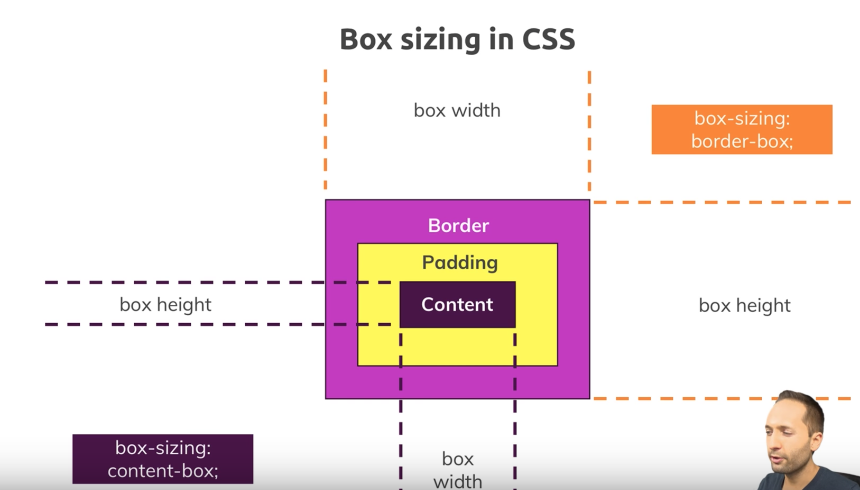 Box sizing in CSS
box width
box-sizing:
border-box;
Border
Padding
Content
box height
box height
box-sizing:
content-box;
box
width